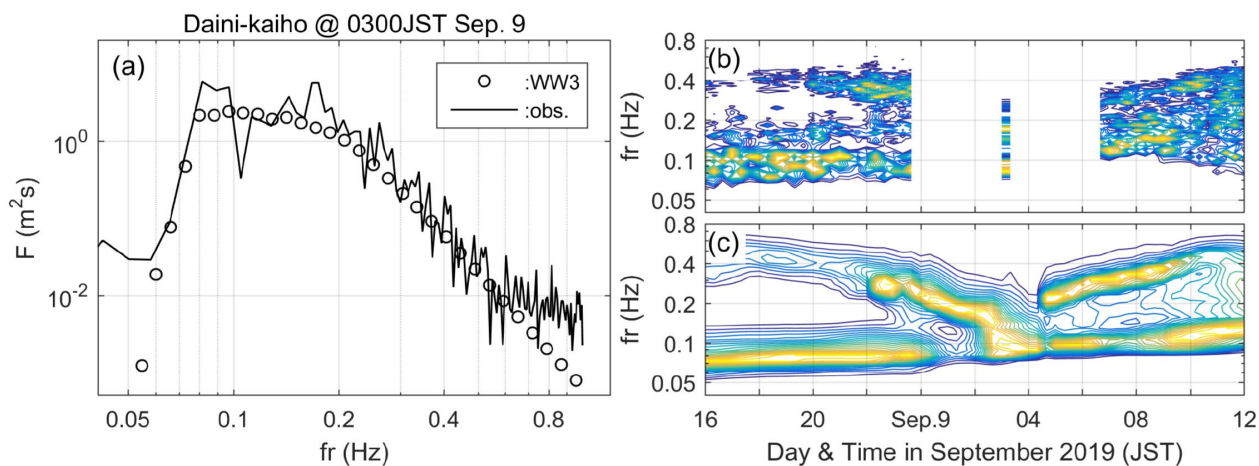 Daini-kaiho @ 0300JST Sep. 9
(a)
:WW3
:obs.
10^0
10^-2
F (m^2s)
0.05 0.1 0.2 0.4 0.8
fr (Hz)
(b)
0.8
0.4
0.2
0.1
0.05
fr (Hz)
(c)
0.8
0.4
0.2
0.1
0.05
fr (Hz)
16 20 Sep.9 04 08 12
Day & Time in September 2019 (JST)